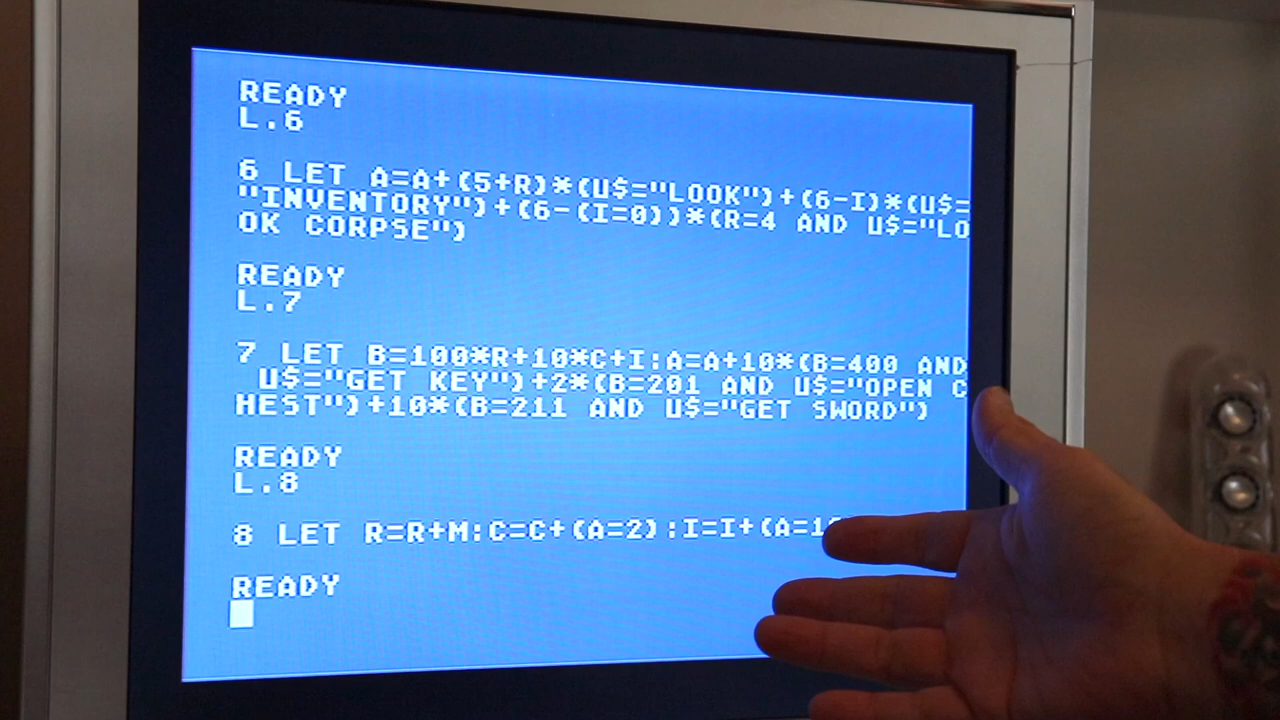 READY
L.6
6 LET A=A+(5+R)*(U$="LOOK")+(6-I)*(U$=
"INVENTORY")+(6-(I=0))*(R=4 AND U$="LO
OK CORPSE")
READY
L.7
7 LET B=100*R+10*C+I:A=A+10*(B=400 AND
U$="GET KEY")+2*(B=201 AND U$="OPEN C
HEST")+10*(B=211 AND U$="GET SWORD")
READY
L.8
8 LET R=R+M:C=C+(A=2):I=I+(A=1
READY